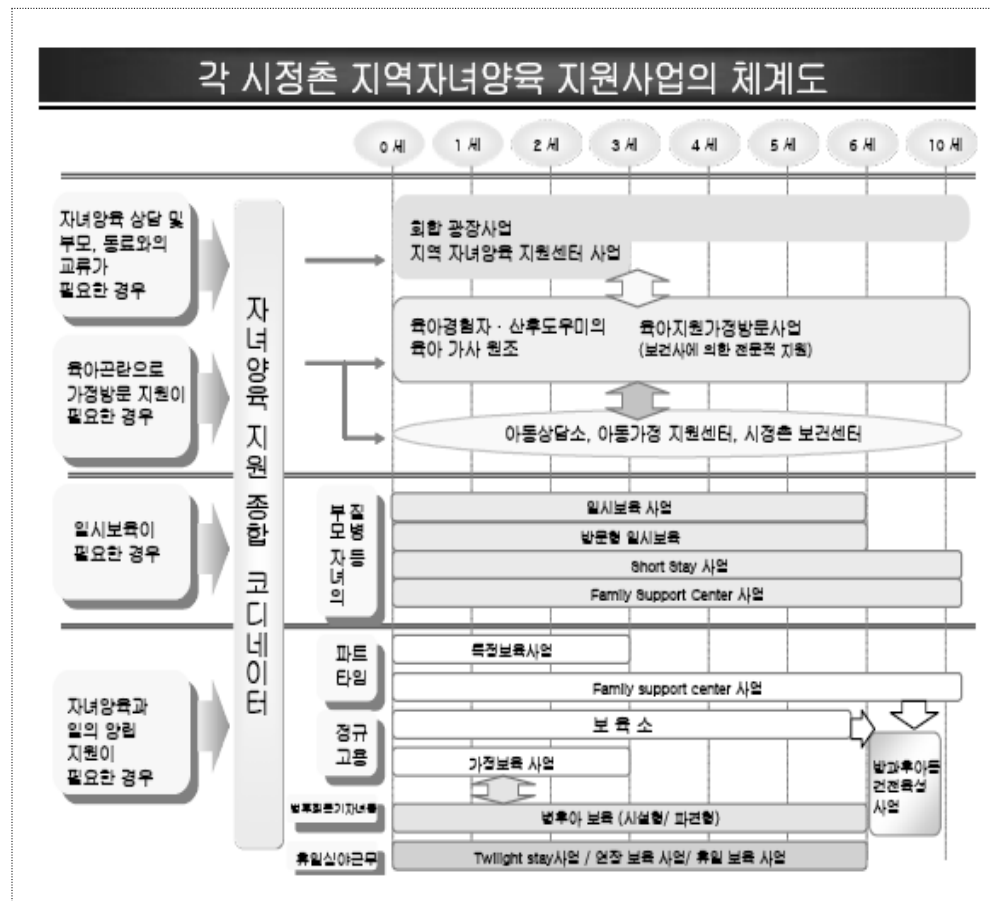 각 시정촌 지역자녀양육 지원사업의 체계도
0 세 1 세 2 세 3 세 4 세 5 세 6 세 10 세
자녀양육 상담 및
부모, 동료와의
교류가
필요한 경우
육아곤란으로
가정방문 지원이
필요한 경우
일시보육이
필요한 경우
자녀양육과
일의 양립
지원이
필요한 경우
자녀양육 지원 종합 코디네이터
회합 광장사업
지역 자녀양육 지원센터 사업
육아경험자 · 산후도우미의
육아 가사 원조
육아지원가정방문사업
(보건사에 의한 전문적 지원)
아동상담소, 아동가정 지원센터, 시정촌 보건센터
부모 자녀의
질병 등
일시보육 사업
방문형 일시보육
Short Stay 사업
Family Support Center 사업
파트
타임
특정보육사업
Family support center 사업
정규
고용
보 육 소
가정보육 사업
방과후아동
건전육성
사업
병후회복기자녀돌봄
병후아 보육 (시설형/ 파견형)
휴일심야근무
Twilight stay사업 / 연장 보육 사업/ 휴일 보육 사업